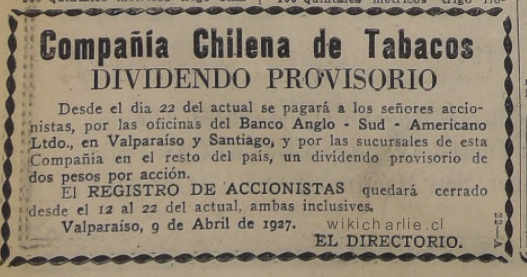 Compañía Chilena de Tabacos
DIVIDENDO PROVISORIO
Desde el día 22 del actual se pagará a los señores accio-
nistas, por las oficinas del Banco Anglo - Sud - Americano
Ltdo., en Valparaíso y Santiago, y por las sucursales de esta
Compañía en el resto del país, un dividendo provisorio de
dos pesos por acción.
El REGISTRO DE ACCIONISTAS quedará cerrado
desde el 12 al 22 del actual, ambas inclusives.
Valparaíso, 9 de Abril de 1927.
wikicharlie.cl
EL DIRECTORIO.
22—A